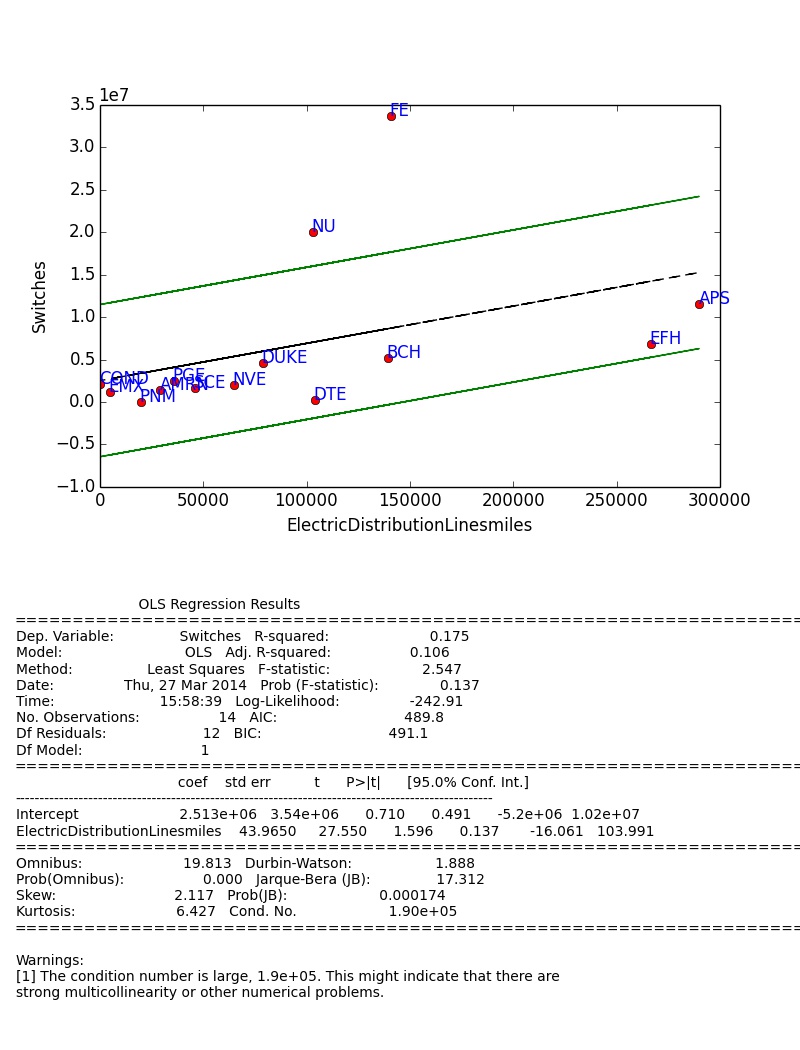 1e7
3.5
3.0
2.5
2.0
1.5
1.0
0.5
0.0
−0.5
−1.0
Switches
FE
NU
APS
EFH
BCH
DUKE
DTE
NVE
PGE
SCE
AMRN
COND
CMX
PNM
0 50000 100000 150000 200000 250000 300000
ElectricDistributionLinesmiles
OLS Regression Results
==============================================================================
Dep. Variable: Switches R-squared: 0.175
Model: OLS Adj. R-squared: 0.106
Method: Least Squares F-statistic: 2.547
Date: Thu, 27 Mar 2014 Prob (F-statistic): 0.137
Time: 15:58:39 Log-Likelihood: -242.91
No. Observations: 14 AIC: 489.8
Df Residuals: 12 BIC: 491.1
Df Model: 1
==============================================================================
coef std err t P>|t| [95.0% Conf. Int.]
------------------------------------------------------------------------------
Intercept 2.513e+06 3.54e+06 0.710 0.491 -5.2e+06 1.02e+07
ElectricDistributionLinesmiles 43.9650 27.550 1.596 0.137 -16.061 103.991
==============================================================================
Omnibus: 19.813 Durbin-Watson: 1.888
Prob(Omnibus): 0.000 Jarque-Bera (JB): 17.312
Skew: 2.117 Prob(JB): 0.000174
Kurtosis: 6.427 Cond. No. 1.90e+05
==============================================================================
Warnings:
[1] The condition number is large, 1.9e+05. This might indicate that there are
strong multicollinearity or other numerical problems.